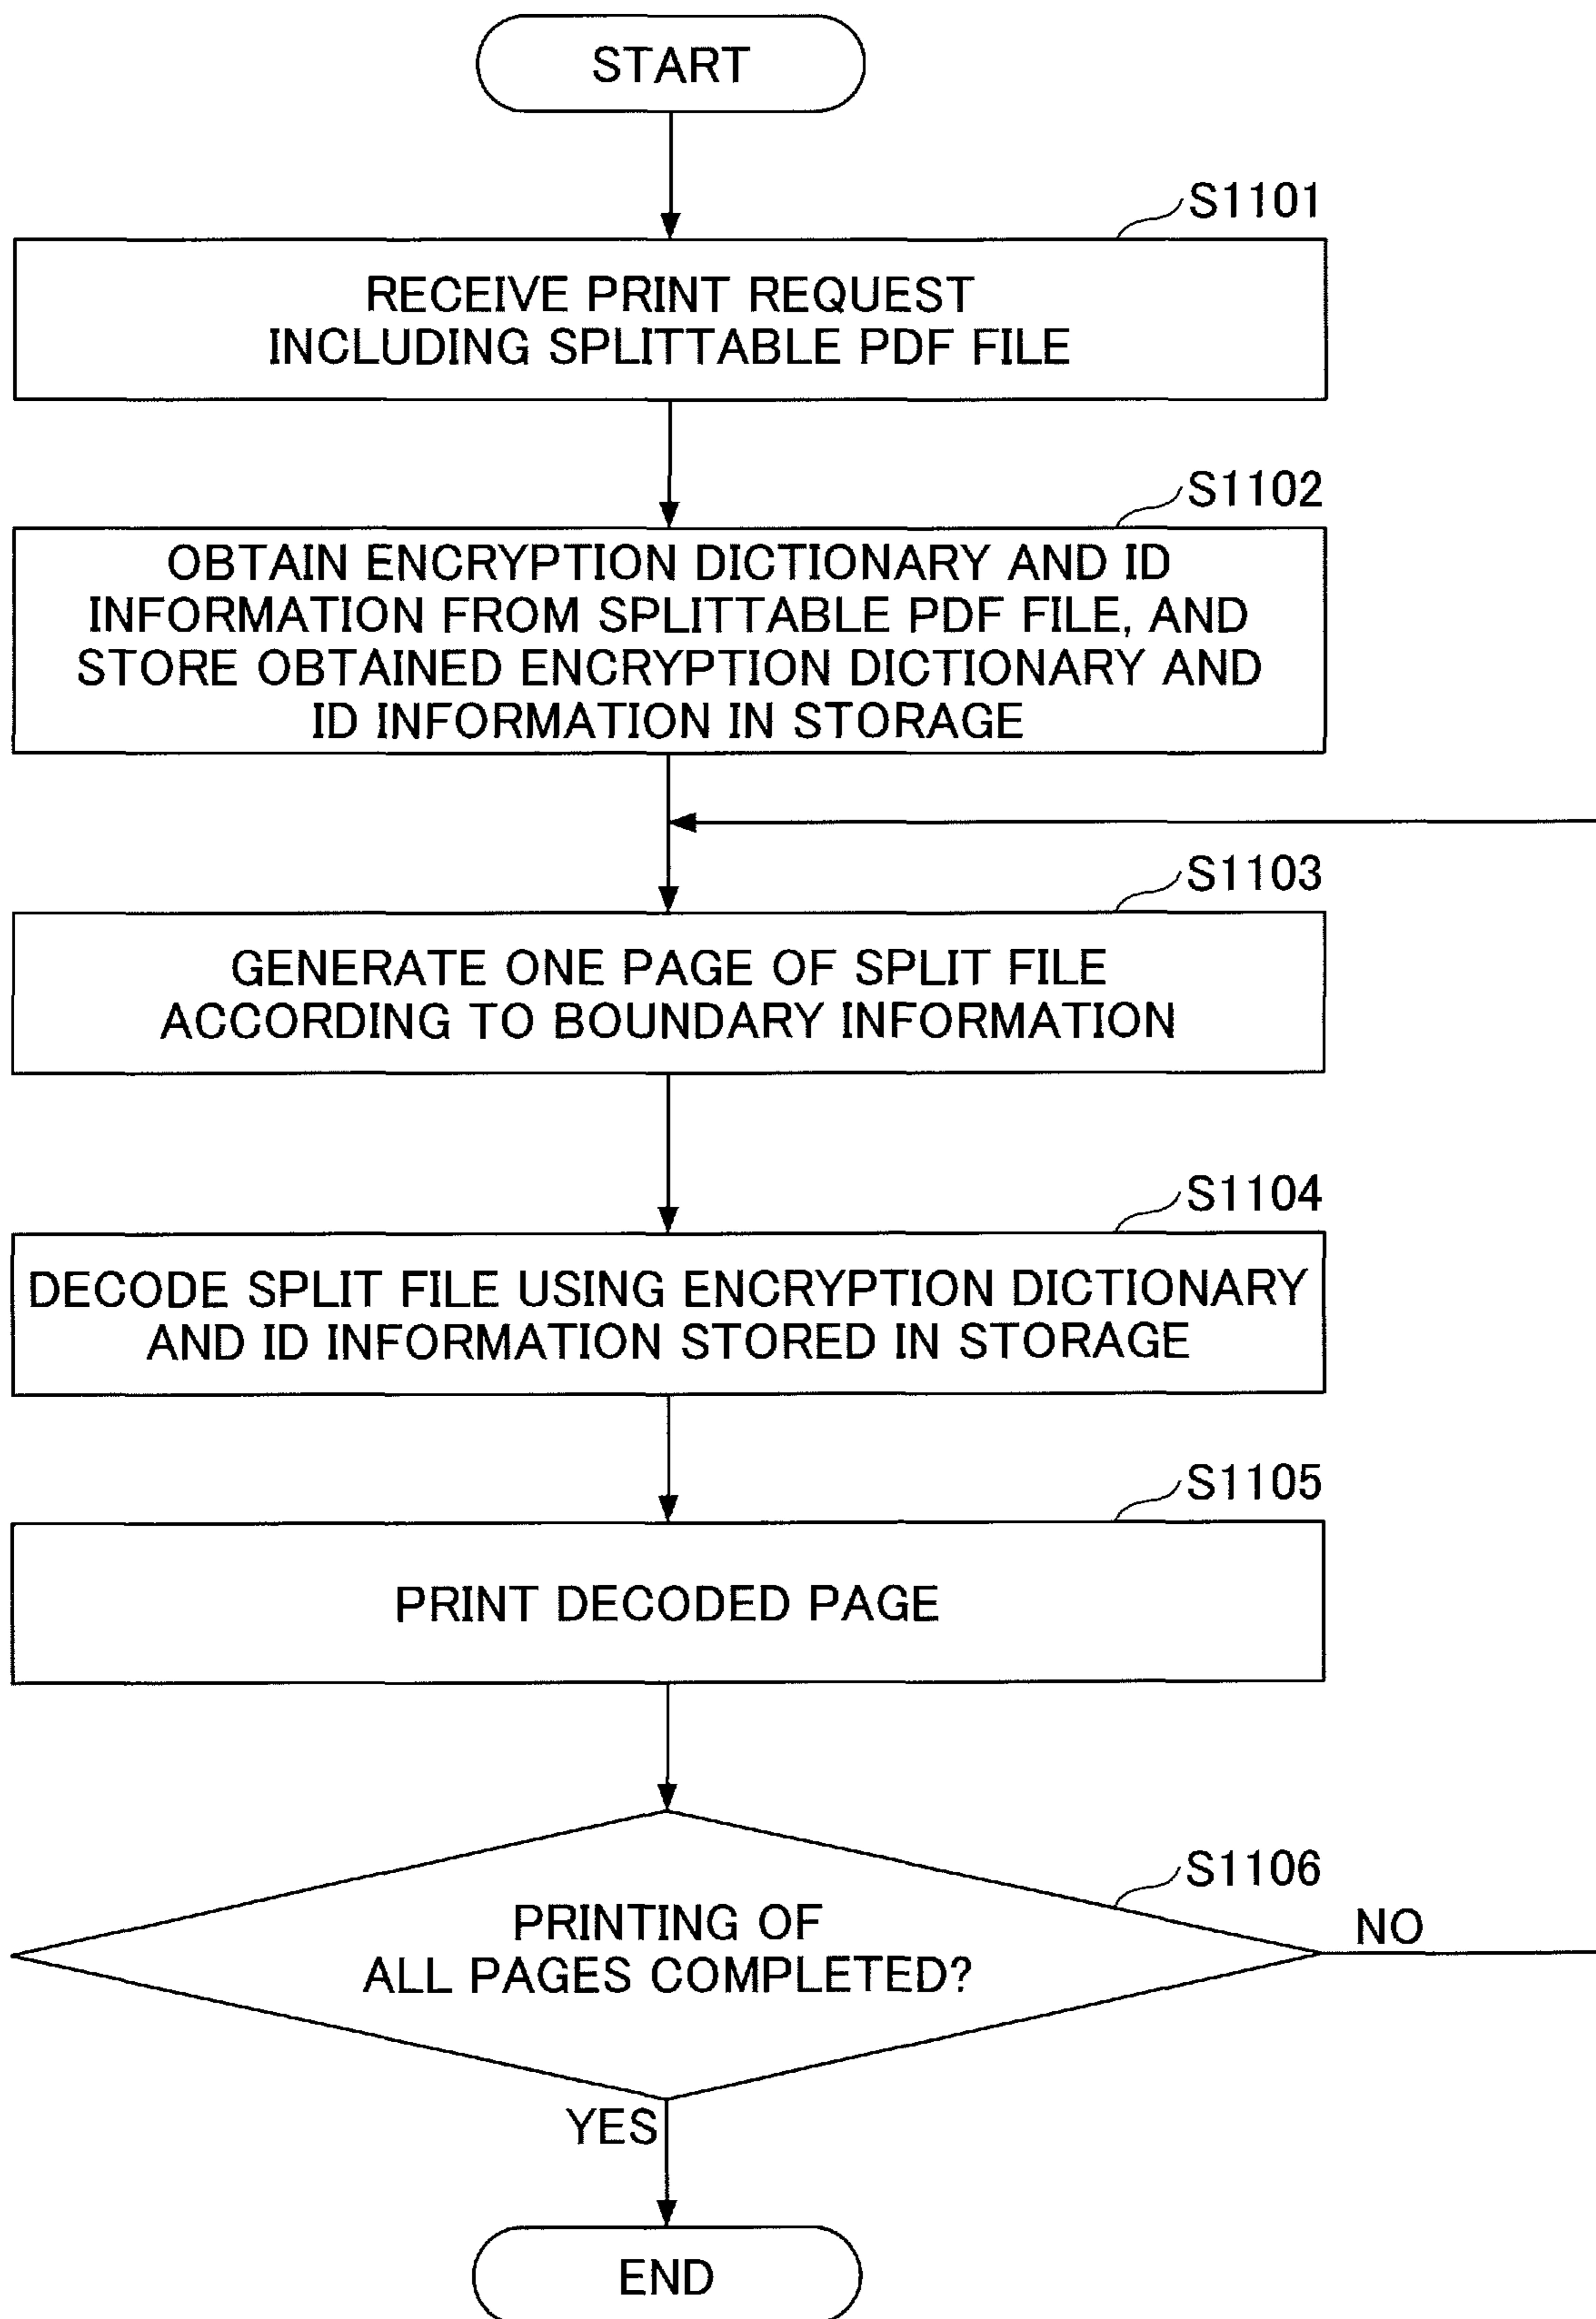 START
S1101
RECEIVE PRINT REQUEST
INCLUDING SPLITTABLE PDF FILE
S1102
OBTAIN ENCRYPTION DICTIONARY AND ID
INFORMATION FROM SPLITTABLE PDF FILE, AND
STORE OBTAINED ENCRYPTION DICTIONARY AND
ID INFORMATION IN STORAGE
S1103
GENERATE ONE PAGE OF SPLIT FILE
ACCORDING TO BOUNDARY INFORMATION
S1104
DECODE SPLIT FILE USING ENCRYPTION DICTIONARY
AND ID INFORMATION STORED IN STORAGE
S1105
PRINT DECODED PAGE
S1106
PRINTING OF
ALL PAGES COMPLETED?
NO
YES
END